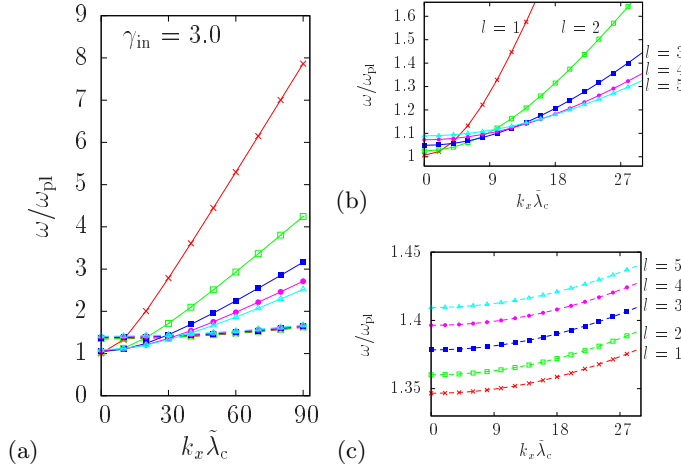 γin = 3.0
ω/ωpl
9
8
7
6
5
4
3
2
1
0
0 30 60 90
kx λ̃c
(a)
l = 1
l = 2
l = 3
l = 4
l = 5
ω/ωpl
1.6
1.5
1.4
1.3
1.2
1.1
1
0 9 18 27
kx λ̃c
(b)
1.45
1.4
1.35
ω/ωpl
l = 5
l = 4
l = 3
l = 2
l = 1
0 9 18 27
kx λ̃c
(c)